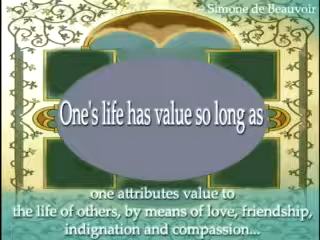 ~ Simone de Beauvoir
One's life has value so long as
one attributes value to
the life of others, by means of love, friendship,
indignation and compassion...